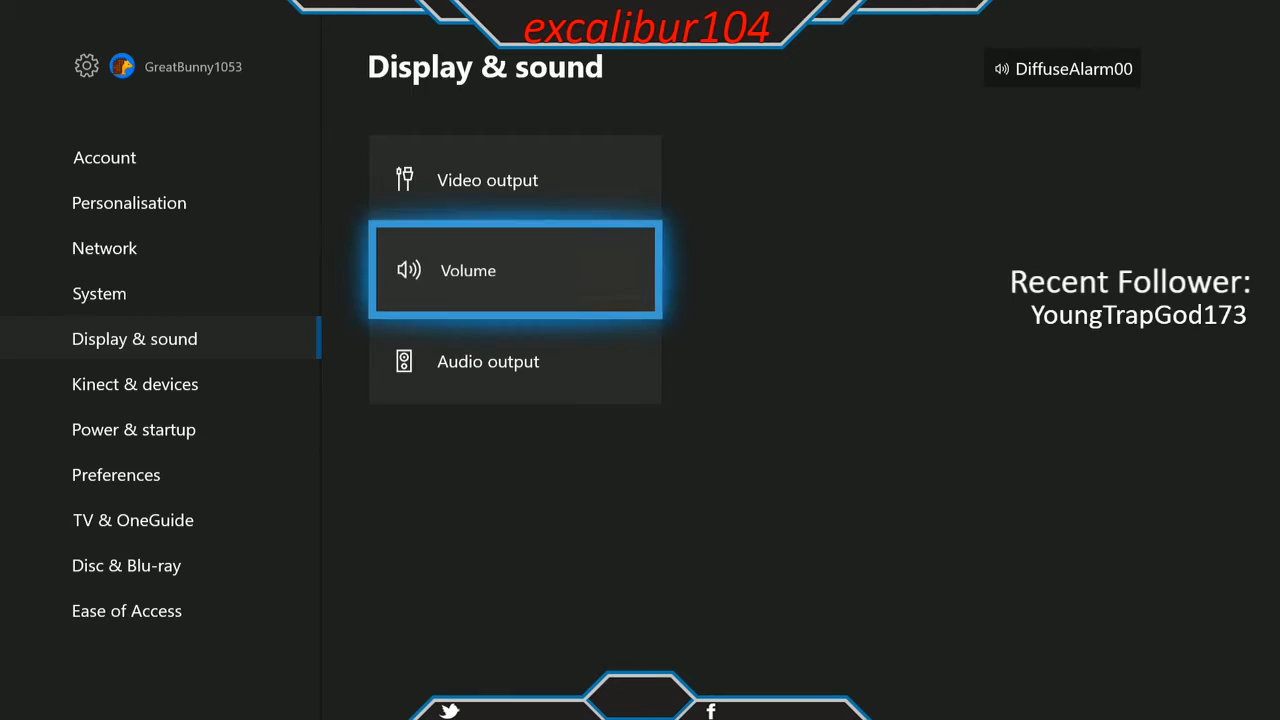 excalibur104
GreatBunny1053
Display & sound
DiffuseAlarm00
Account
Personalisation
Network
System
Display & sound
Kinect & devices
Power & startup
Preferences
TV & OneGuide
Disc & Blu-ray
Ease of Access
Video output
Volume
Audio output
Recent Follower:
YoungTrapGod173